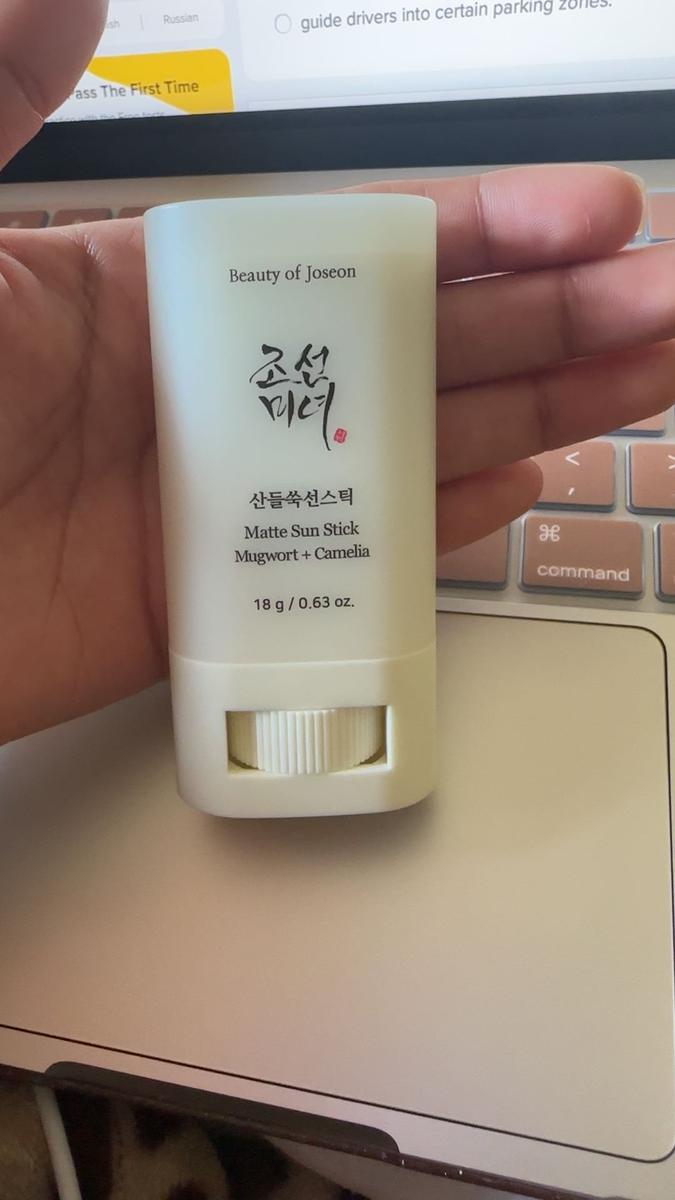 Russian
guide drivers into certain parking zones.
Pass The First Time
Beauty of Joseon
조선
미녀
산들쑥선스틱
Matte Sun Stick
Mugwort + Camelia
18 g / 0.63 oz.
<
,
>
⌘
command